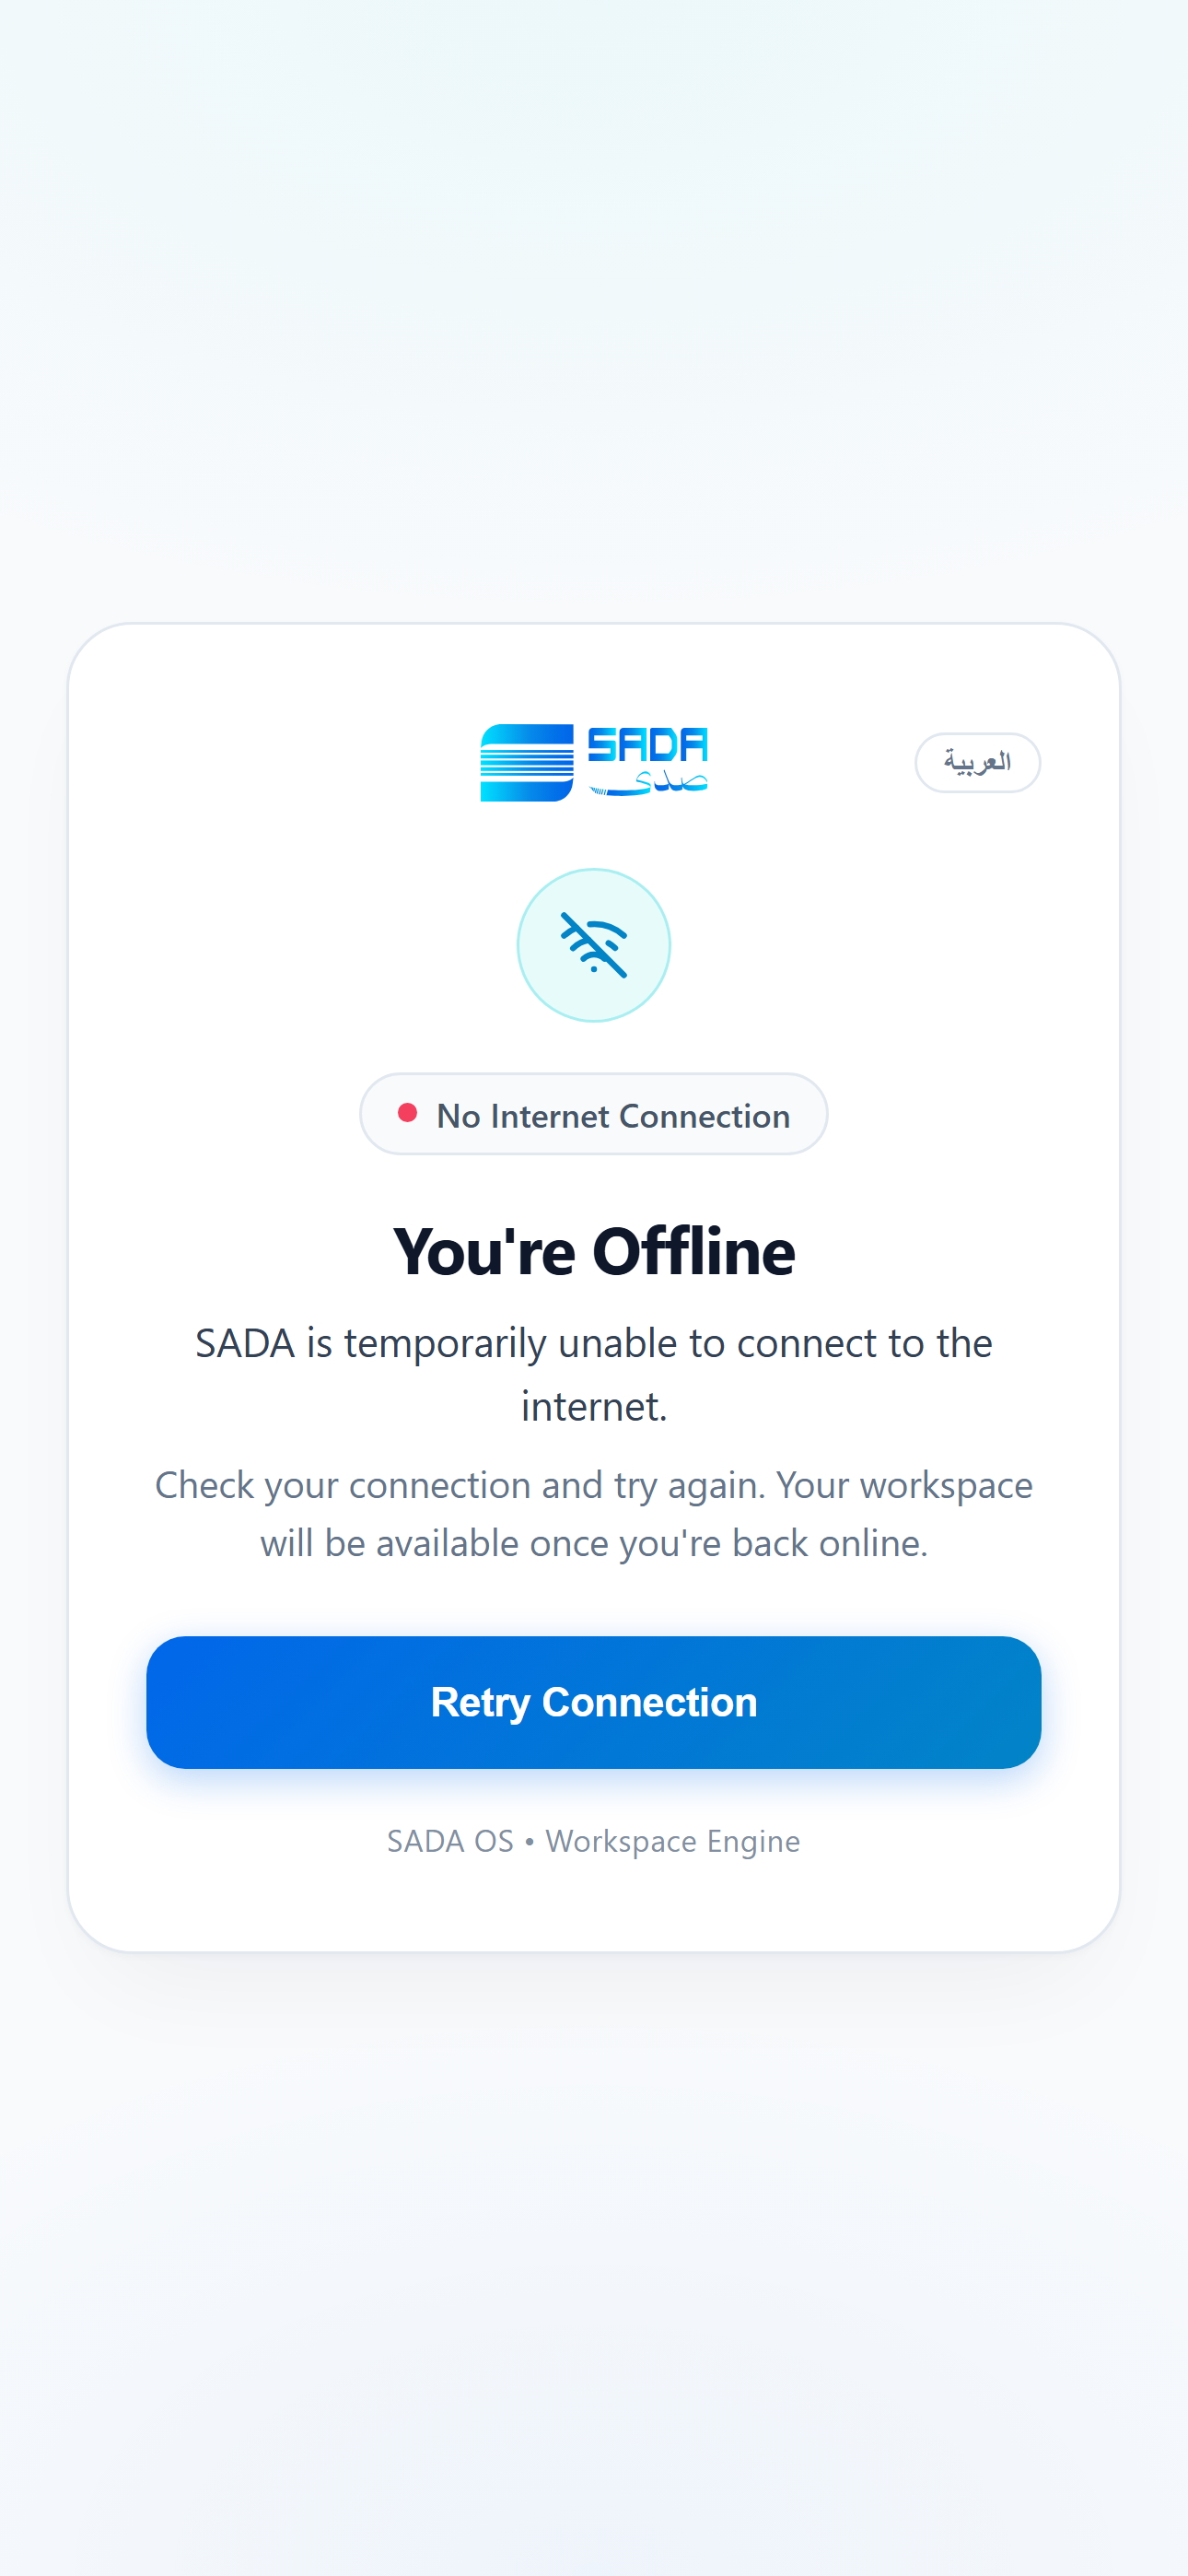 SADA
صدى
العربية
No Internet Connection
You're Offline
SADA is temporarily unable to connect to the
internet.
Check your connection and try again. Your workspace
will be available once you're back online.
Retry Connection
SADA OS • Workspace Engine